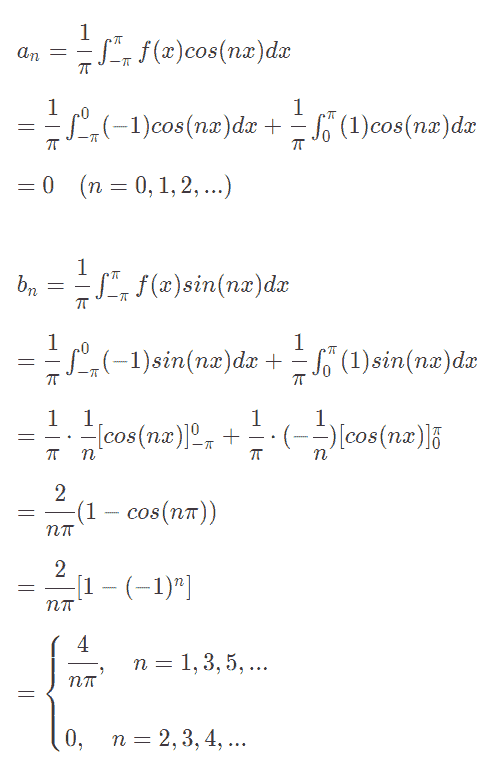 aₙ = 1/π ∫_{-π}^{π} f(x)cos(nx)dx
= 1/π ∫_{-π}^{0} (−1)cos(nx)dx + 1/π ∫_{0}^{π} (1)cos(nx)dx
= 0 (n = 0, 1, 2, ...)
bₙ = 1/π ∫_{-π}^{π} f(x)sin(nx)dx
= 1/π ∫_{-π}^{0} (−1)sin(nx)dx + 1/π ∫_{0}^{π} (1)sin(nx)dx
= 1/π · 1/n [cos(nx)]_{-π}^{0} + 1/π · (−1/n)[cos(nx)]_{0}^{π}
= 2/nπ (1 − cos(nπ))
= 2/nπ [1 − (−1)ⁿ]
= { 4/nπ, n = 1, 3, 5, ...
0, n = 2, 3, 4, ...